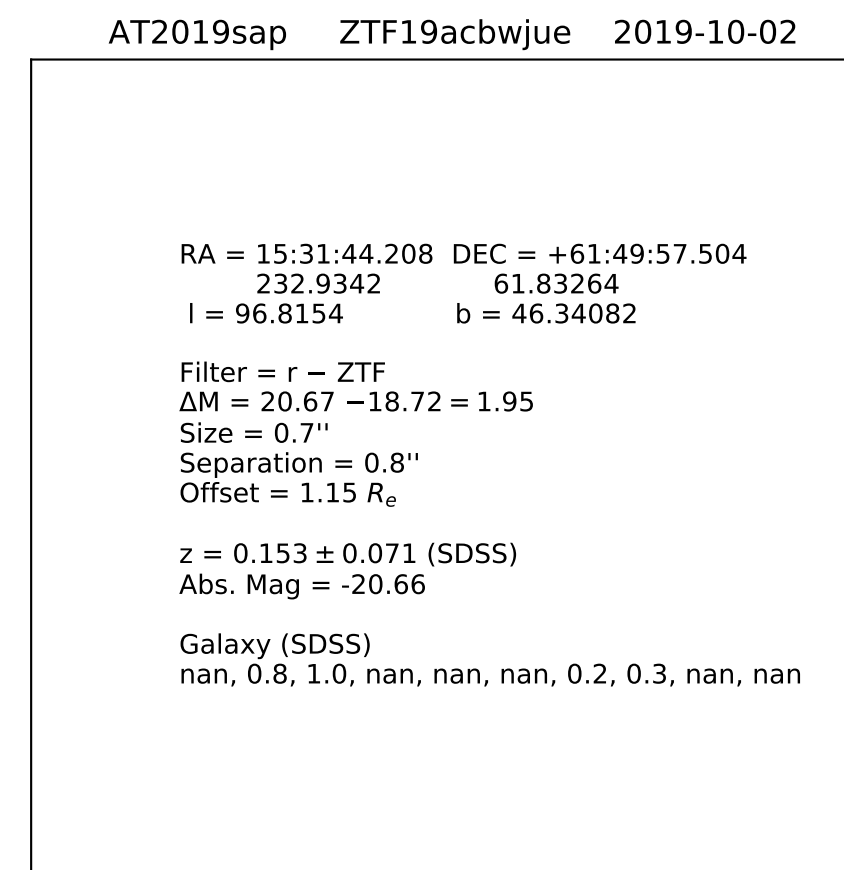 AT2019sap ZTF19acbwjue 2019-10-02
RA = 15:31:44.208 DEC = +61:49:57.504
232.9342 61.83264
l = 96.8154 b = 46.34082
Filter = r − ZTF
ΔM = 20.67 −18.72 = 1.95
Size = 0.7''
Separation = 0.8''
Offset = 1.15 Re
z = 0.153 ± 0.071 (SDSS)
Abs. Mag = -20.66
Galaxy (SDSS)
nan, 0.8, 1.0, nan, nan, nan, 0.2, 0.3, nan, nan